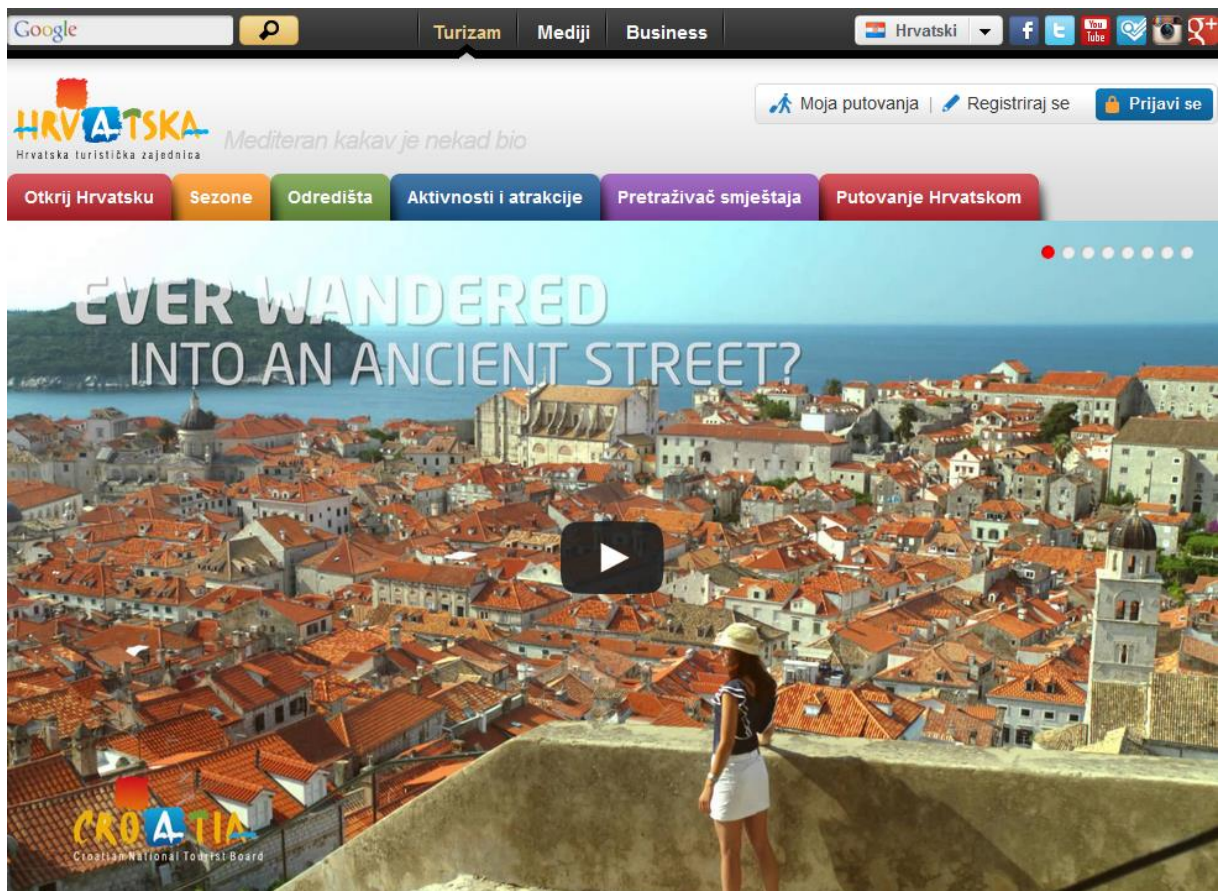 Google
Turizam Mediji Business
Hrvatski
f t You Tube g+
HRVATSKA
Hrvatska turistička zajednica
Mediteran kakav je nekad bio
Moja putovanja | Registriraj se Prijavi se
Otkrij Hrvatsku Sezone Odredišta Aktivnosti i atrakcije Pretraživač smještaja Putovanje Hrvatskom
EVER WANDERED
INTO AN ANCIENT STREET?
CROATIA
Croatian National Tourist Board